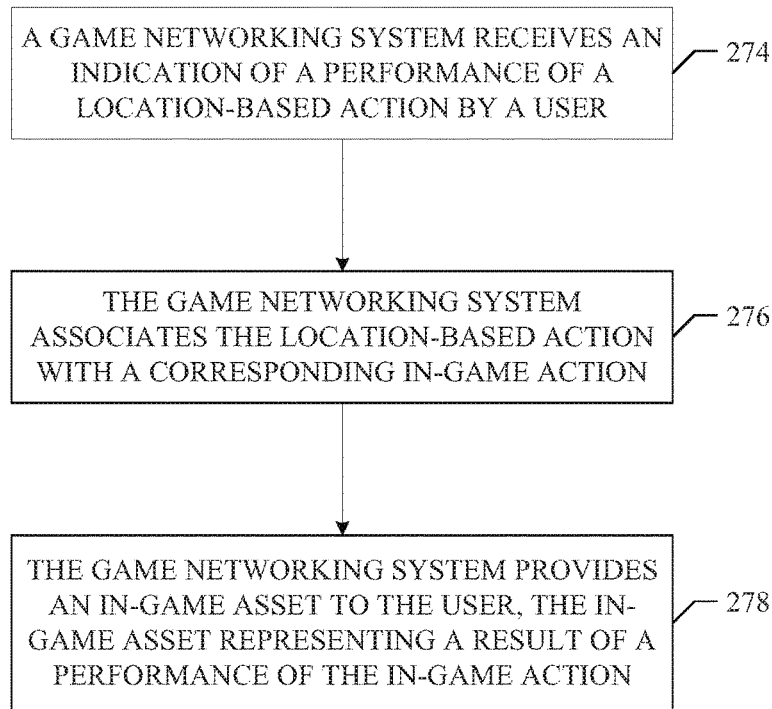 A GAME NETWORKING SYSTEM RECEIVES AN
INDICATION OF A PERFORMANCE OF A
LOCATION-BASED ACTION BY A USER
274
THE GAME NETWORKING SYSTEM
ASSOCIATES THE LOCATION-BASED ACTION
WITH A CORRESPONDING IN-GAME ACTION
276
THE GAME NETWORKING SYSTEM PROVIDES
AN IN-GAME ASSET TO THE USER, THE IN-
GAME ASSET REPRESENTING A RESULT OF A
PERFORMANCE OF THE IN-GAME ACTION
278